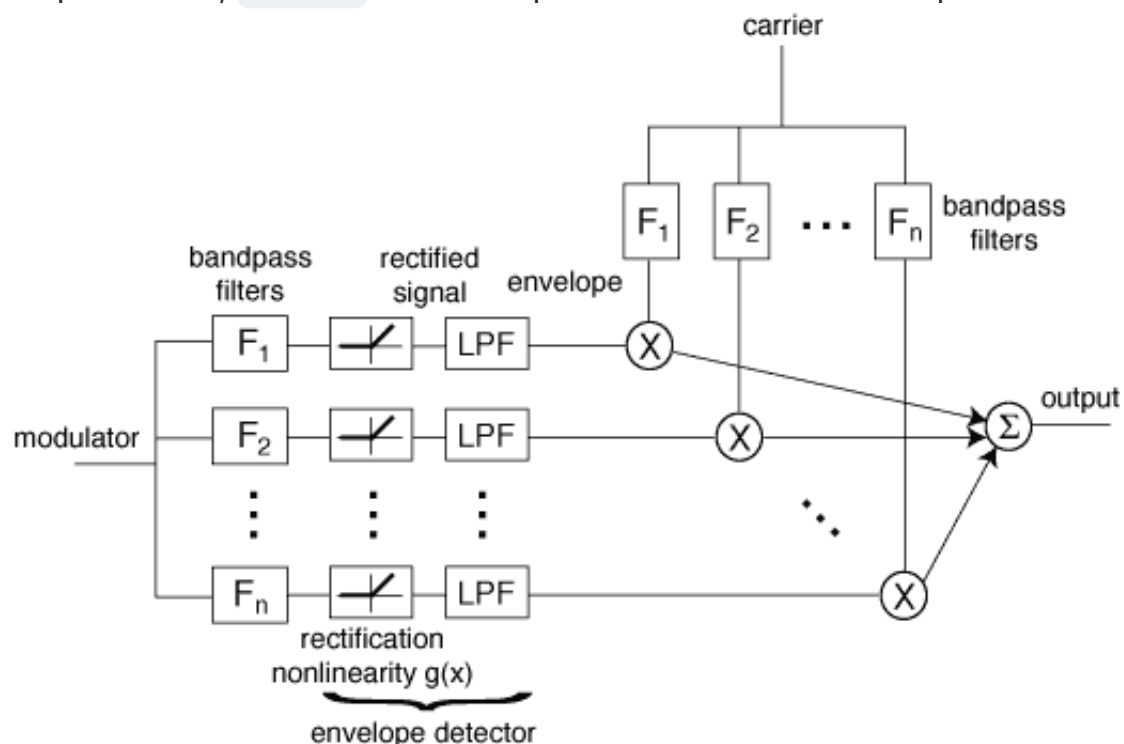 carrier
F1
F2
Fn
bandpass
filters
bandpass
filters
rectified
signal
envelope
F1
LPF
X
modulator
F2
LPF
X
Σ
output
Fn
LPF
X
rectification
nonlinearity g(x)
envelope detector